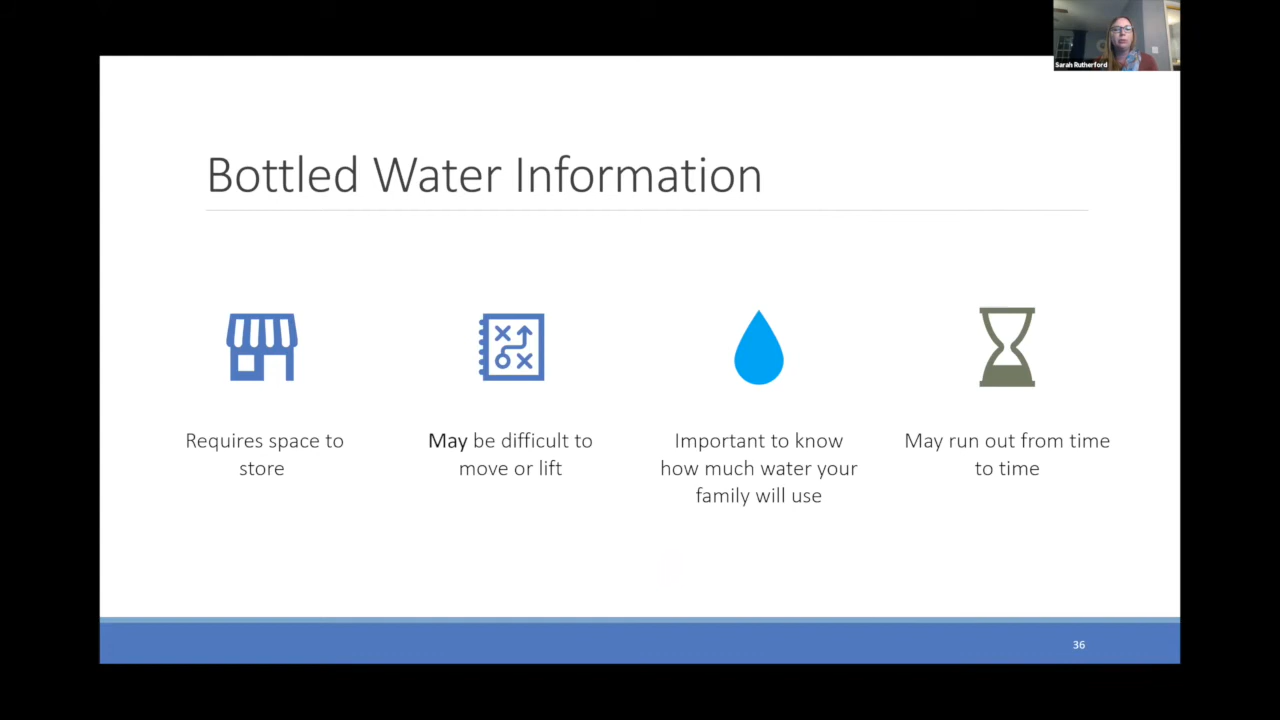 Sarah Rutherford
Bottled Water Information
Requires space to
store
May be difficult to
move or lift
Important to know
how much water your
family will use
May run out from time
to time
36